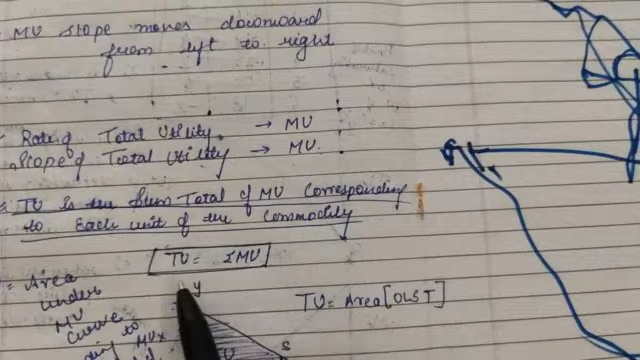 MU slope moves downward
from left to right
Rate of Total Utility → MU
Slope of Total Utility → MU
TU is the sum Total of MU Corresponding
to Each unit of the Commodity
TU = ΣMU
= Area
under
MU
curve
y
TU = Area [OLST]
to
MUx
S
U